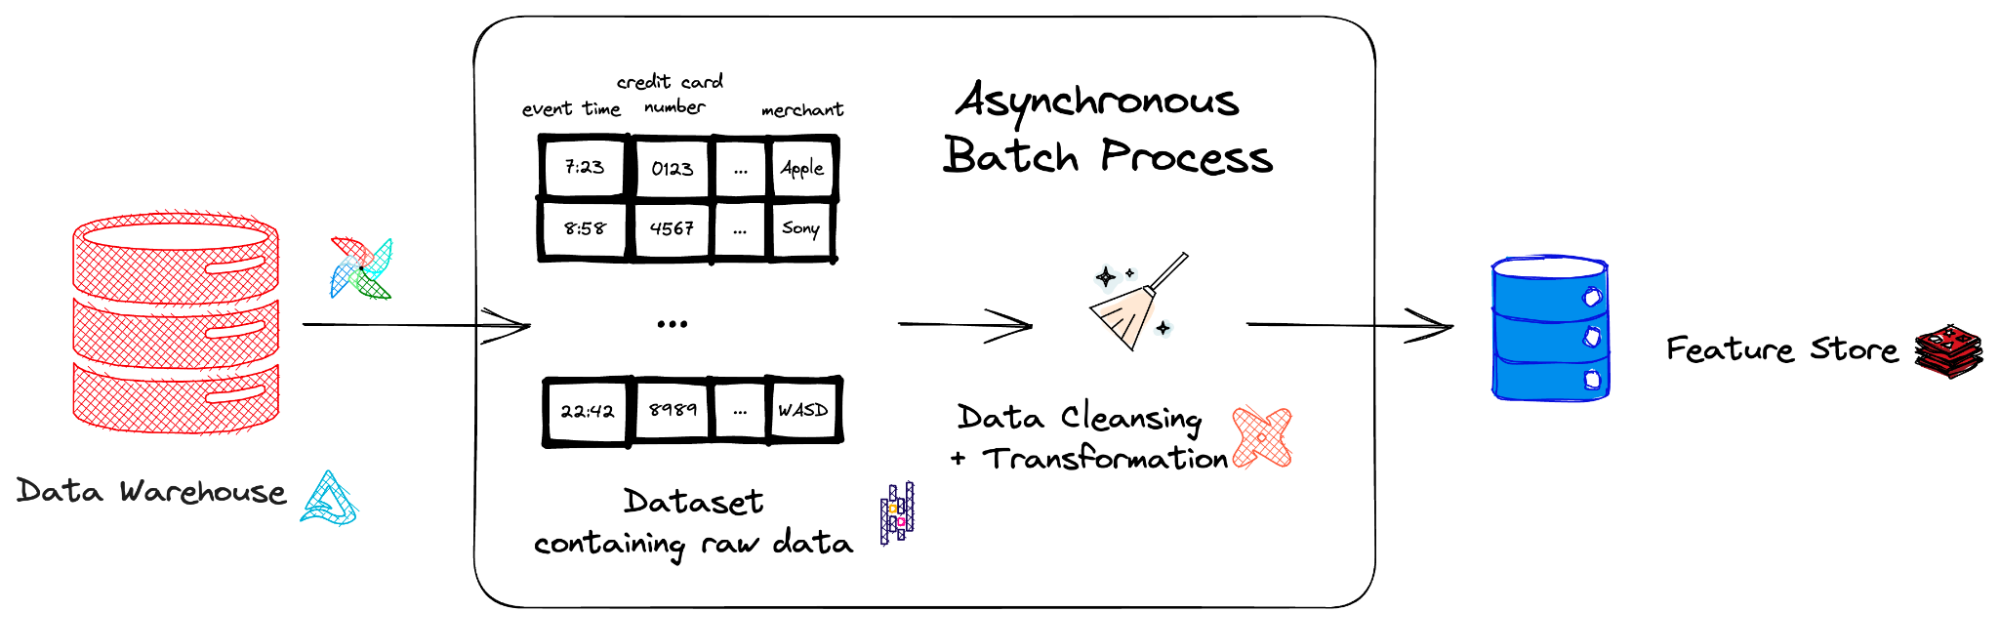 Asynchronous
Batch Process
event time
credit card
number
merchant
7:23 0123 ... Apple
8:58 4567 ... Sony
...
22:42 8989 ... WASD
Dataset
containing raw data
Data Cleansing
+ Transformation
Data Warehouse
Feature Store